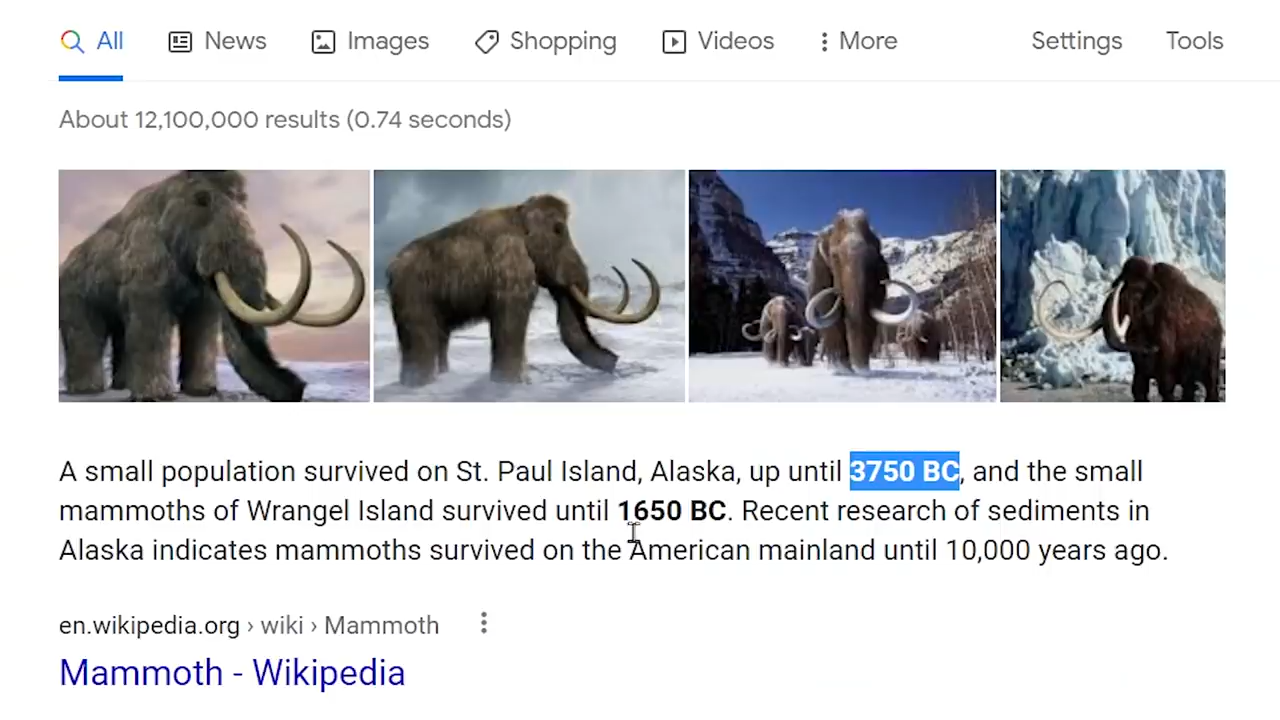 All News Images Shopping Videos More Settings Tools
About 12,100,000 results (0.74 seconds)
A small population survived on St. Paul Island, Alaska, up until 3750 BC, and the small
mammoths of Wrangel Island survived until 1650 BC. Recent research of sediments in
Alaska indicates mammoths survived on the American mainland until 10,000 years ago.
en.wikipedia.org › wiki › Mammoth
Mammoth - Wikipedia